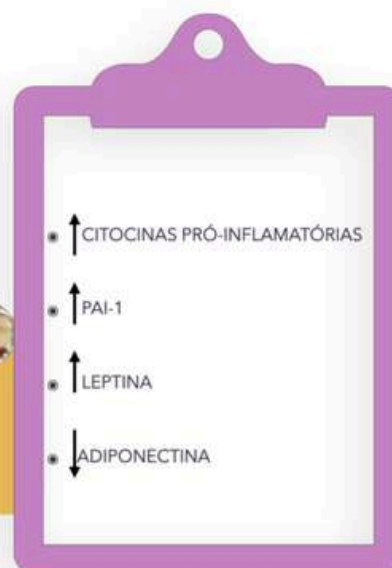 CITOCINAS PRÓ-INFLAMATÓRIAS
PAI-1
LEPTINA
ADIPONECTINA